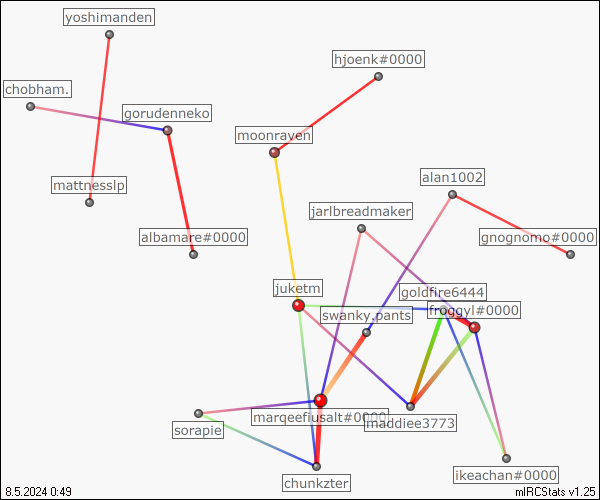 yoshimanden
hjoenk#0000
chobham.
gorudenneko
moonraven
alan1002
mattnesslp
jarlbreadmaker
albamare#0000
gnognomo#0000
juketm
goldfire6444
froggyl#0000
swanky.pants
marqeefiusalt#0000
maddiee3773
sorapie
chunkzter
ikeachan#0000
8.5.2024 0:49
mIRCStats v1.25